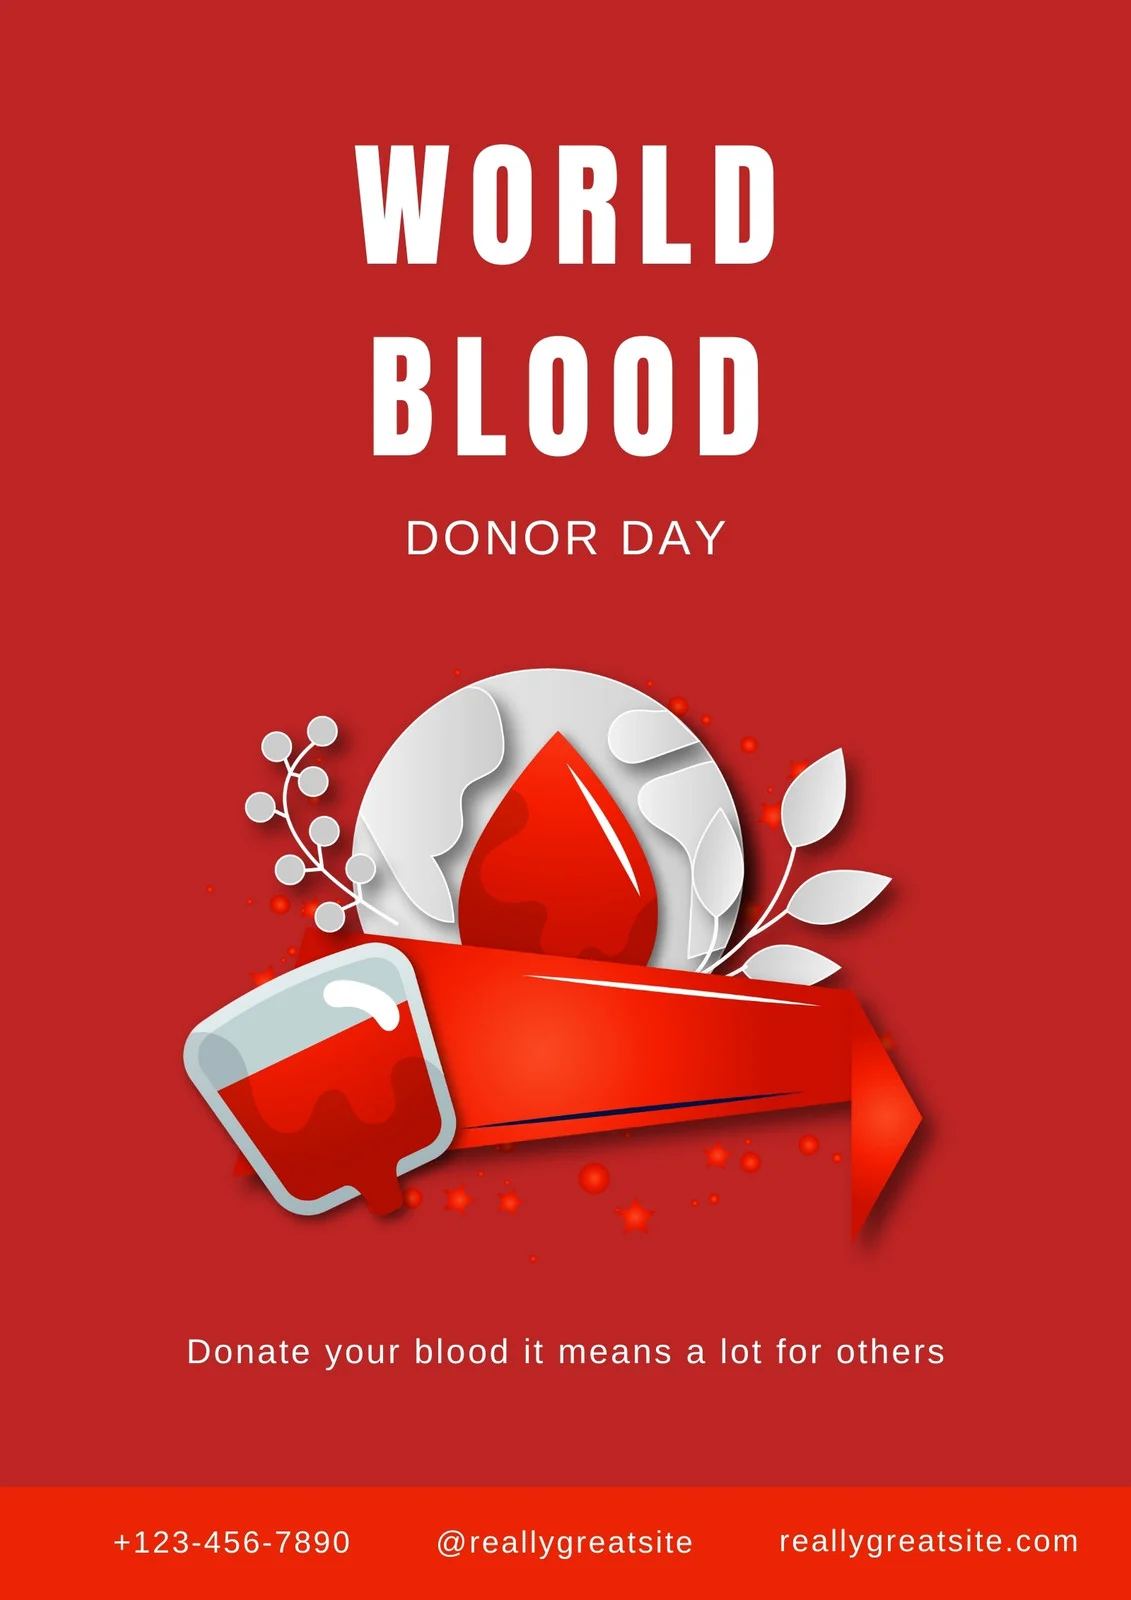 WORLD
BLOOD
DONOR DAY
Donate your blood it means a lot for others
+123-456-7890 @reallygreatsite reallygreatsite.com